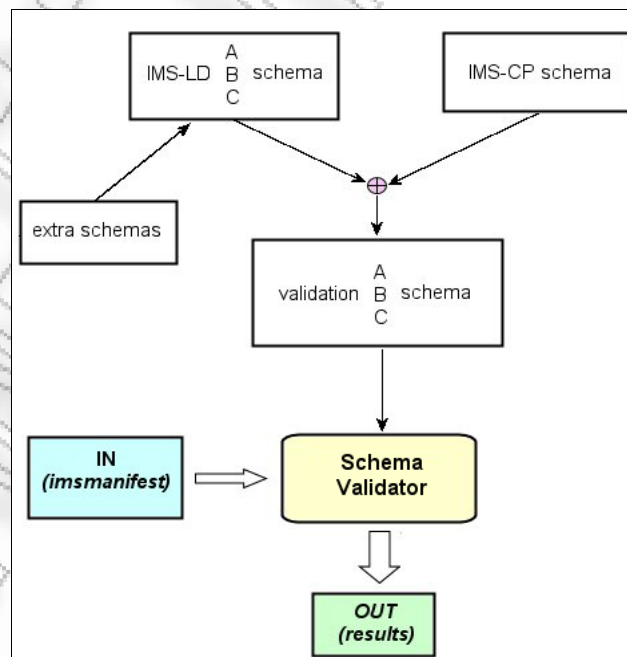 IMS-LD A B C schema
IMS-CP schema
extra schemas
validation A B C schema
IN
(imsmanifest)
Schema
Validator
OUT
(results)